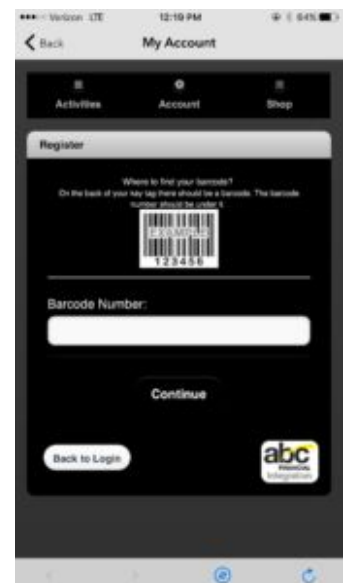 Verizon LTE 12:19 PM 64%
Back My Account
Activities Account Shop
Register
Where to find your barcode?
On the back of your key tag there should be a barcode. The barcode
number should be under it
EXAMPLE
123456
Barcode Number:
Continue
Back to Login
abc
FINANCIAL
Integration